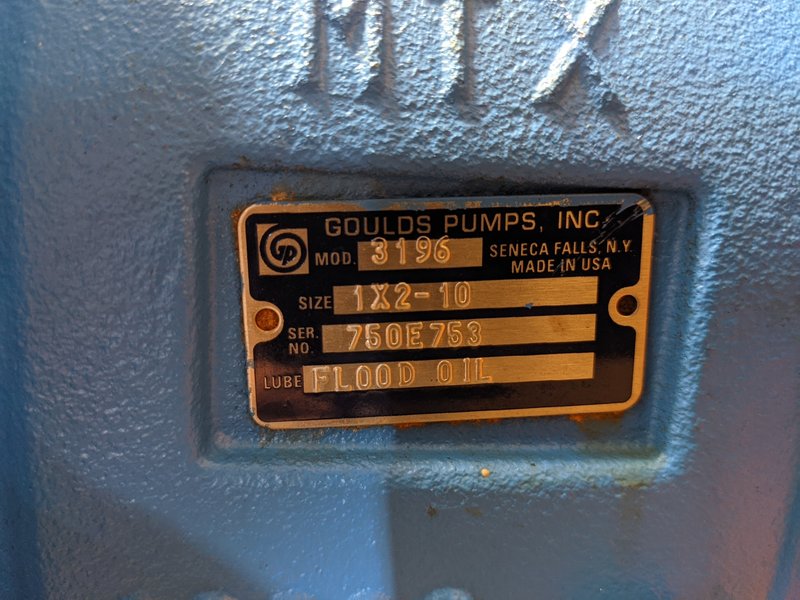 MTX
GOULDS PUMPS, INC.
Gp
MOD. 3196
SENECA FALLS, N.Y.
MADE IN USA
SIZE 1X2-10
SER. NO. 750E753
LUBE FLOOD OIL